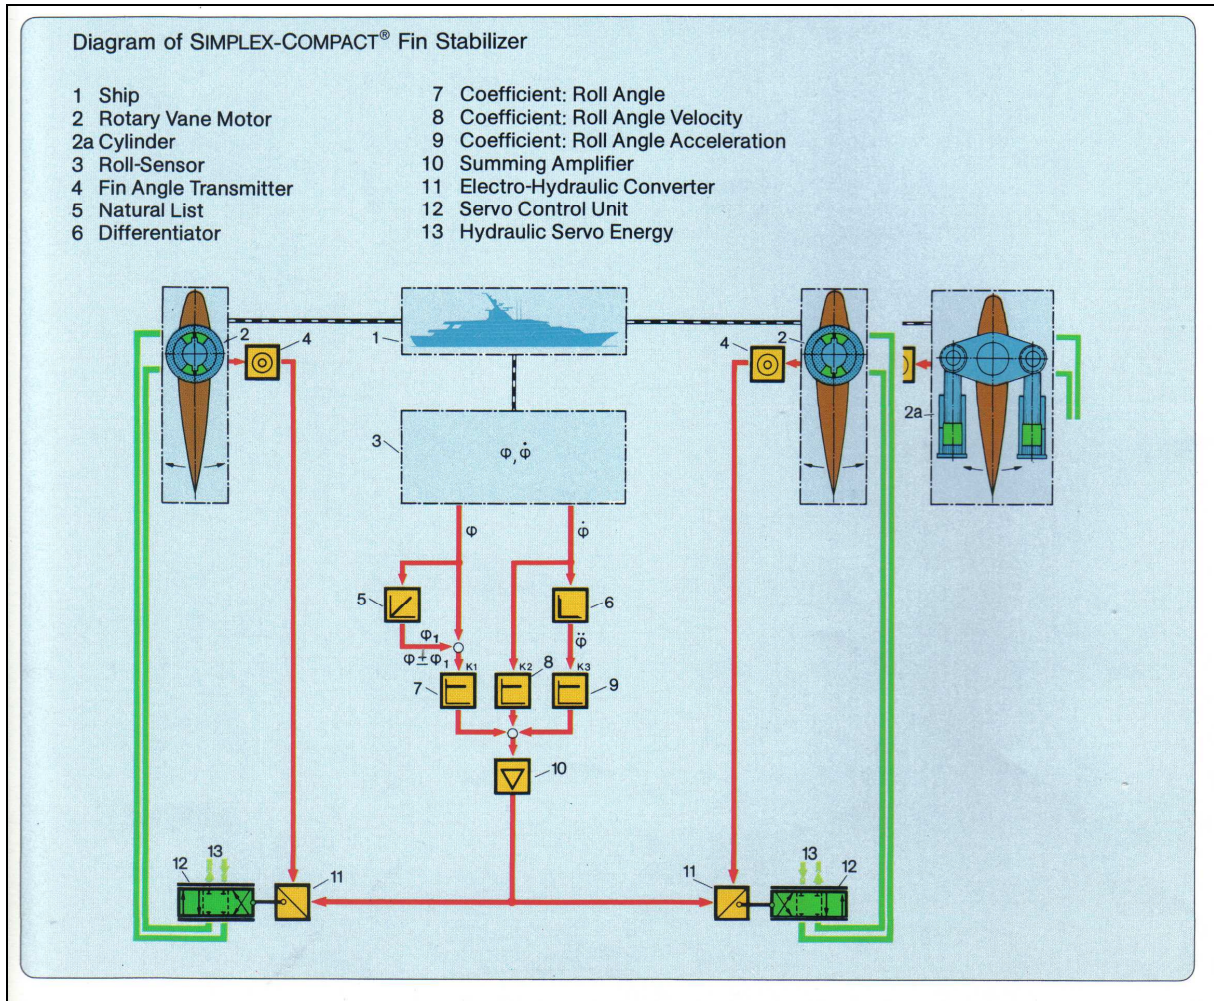 Diagram of SIMPLEX-COMPACT® Fin Stabilizer
1 Ship
2 Rotary Vane Motor
2a Cylinder
3 Roll-Sensor
4 Fin Angle Transmitter
5 Natural List
6 Differentiator
7 Coefficient: Roll Angle
8 Coefficient: Roll Angle Velocity
9 Coefficient: Roll Angle Acceleration
10 Summing Amplifier
11 Electro-Hydraulic Converter
12 Servo Control Unit
13 Hydraulic Servo Energy
2
4
1
4
2
2a
3
φ, φ̇
φ
φ̇
5
6
φ₁
φ̈
φ±φ₁
K1
K2
8
K3
7
9
10
12
13
11
11
13
12